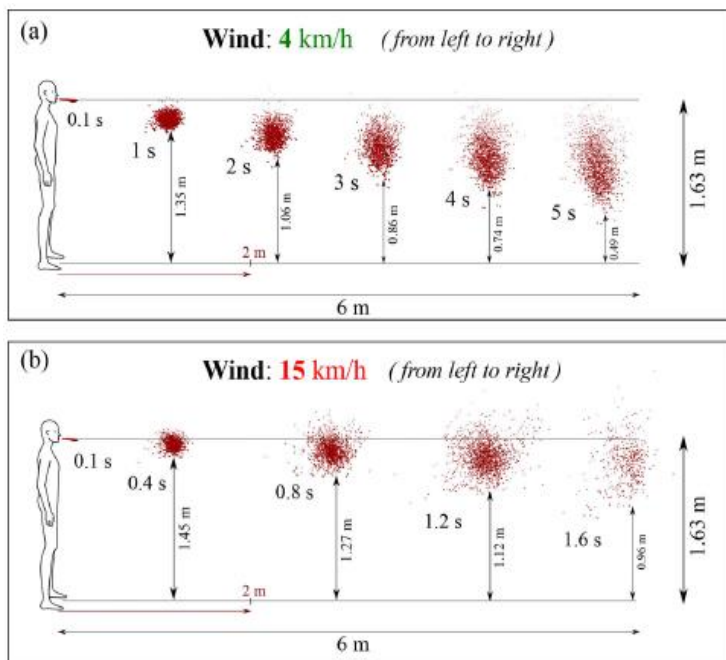 (a)
Wind: 4 km/h (from left to right)
0.1 s
1 s
2 s
3 s
4 s
5 s
1.35 m
1.06 m
0.86 m
0.74 m
0.49 m
1.63 m
2 m
6 m
(b)
Wind: 15 km/h (from left to right)
0.1 s
0.4 s
0.8 s
1.2 s
1.6 s
1.45 m
1.27 m
1.12 m
0.96 m
1.63 m
2 m
6 m